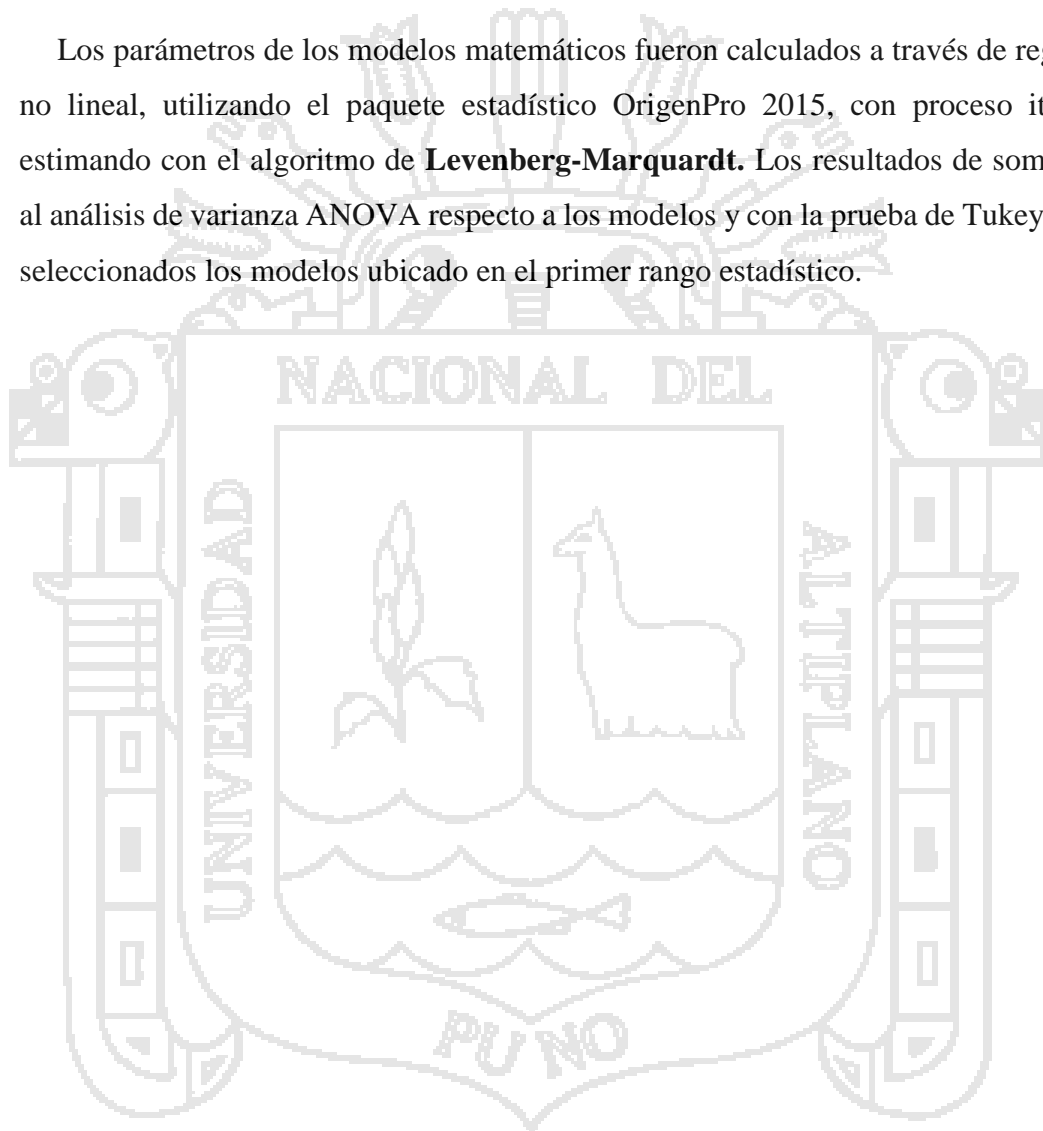 Los parámetros de los modelos matemáticos fueron calculados a través de
no lineal, utilizando el paquete estadístico OrigenPro 2015, con proceso
estimando con el algoritmo de Levenberg-Marquardt. Los resultados de
al análisis de varianza ANOVA respecto a los modelos y con la prueba de Tukey
seleccionados los modelos ubicado en el primer rango estadístico.
NACIONAL DEL
UNIVERSIDAD
ALTIPLANO
PUNO